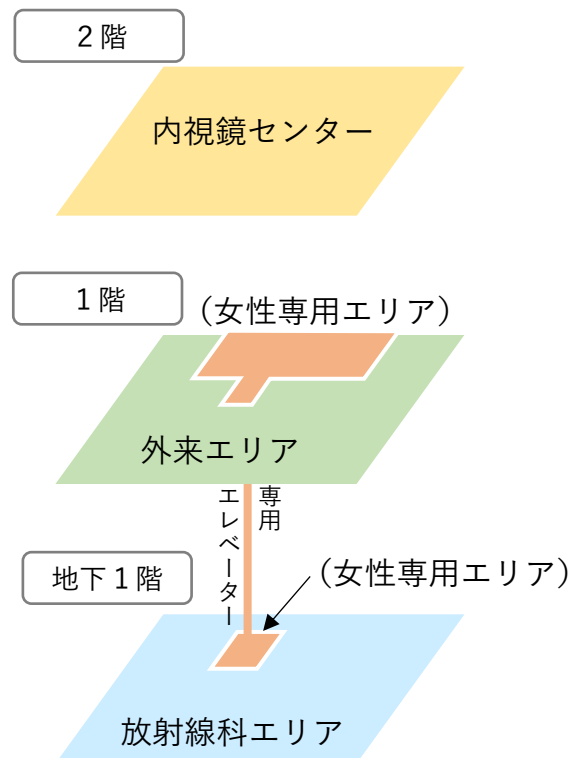 ２階
内視鏡センター
１階
（女性専用エリア）
外来エリア
専用
エレベーター
地下１階
（女性専用エリア）
放射線科エリア